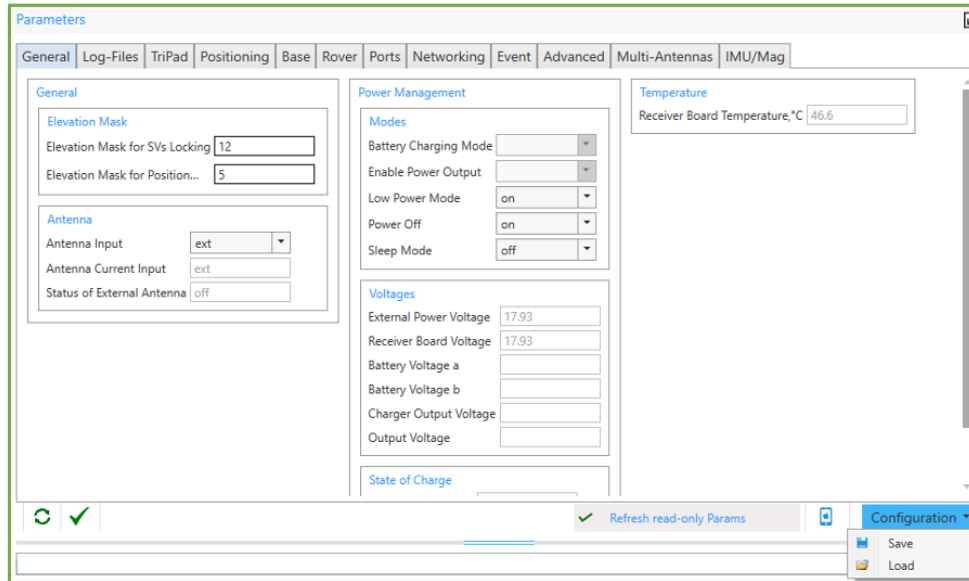 Parameters
General Log-Files TriPad Positioning Base Rover Ports Networking Event Advanced Multi-Antennas IMU/Mag
General
Elevation Mask
Elevation Mask for SVs Locking 12
Elevation Mask for Position... 5
Antenna
Antenna Input ext
Antenna Current Input ext
Status of External Antenna off
Power Management
Modes
Battery Charging Mode
Enable Power Output
Low Power Mode on
Power Off on
Sleep Mode off
Voltages
External Power Voltage 17.93
Receiver Board Voltage 17.93
Battery Voltage a
Battery Voltage b
Charger Output Voltage
Output Voltage
State of Charge
Temperature
Receiver Board Temperature,°C 46.6
Refresh read-only Params
Configuration
Save
Load